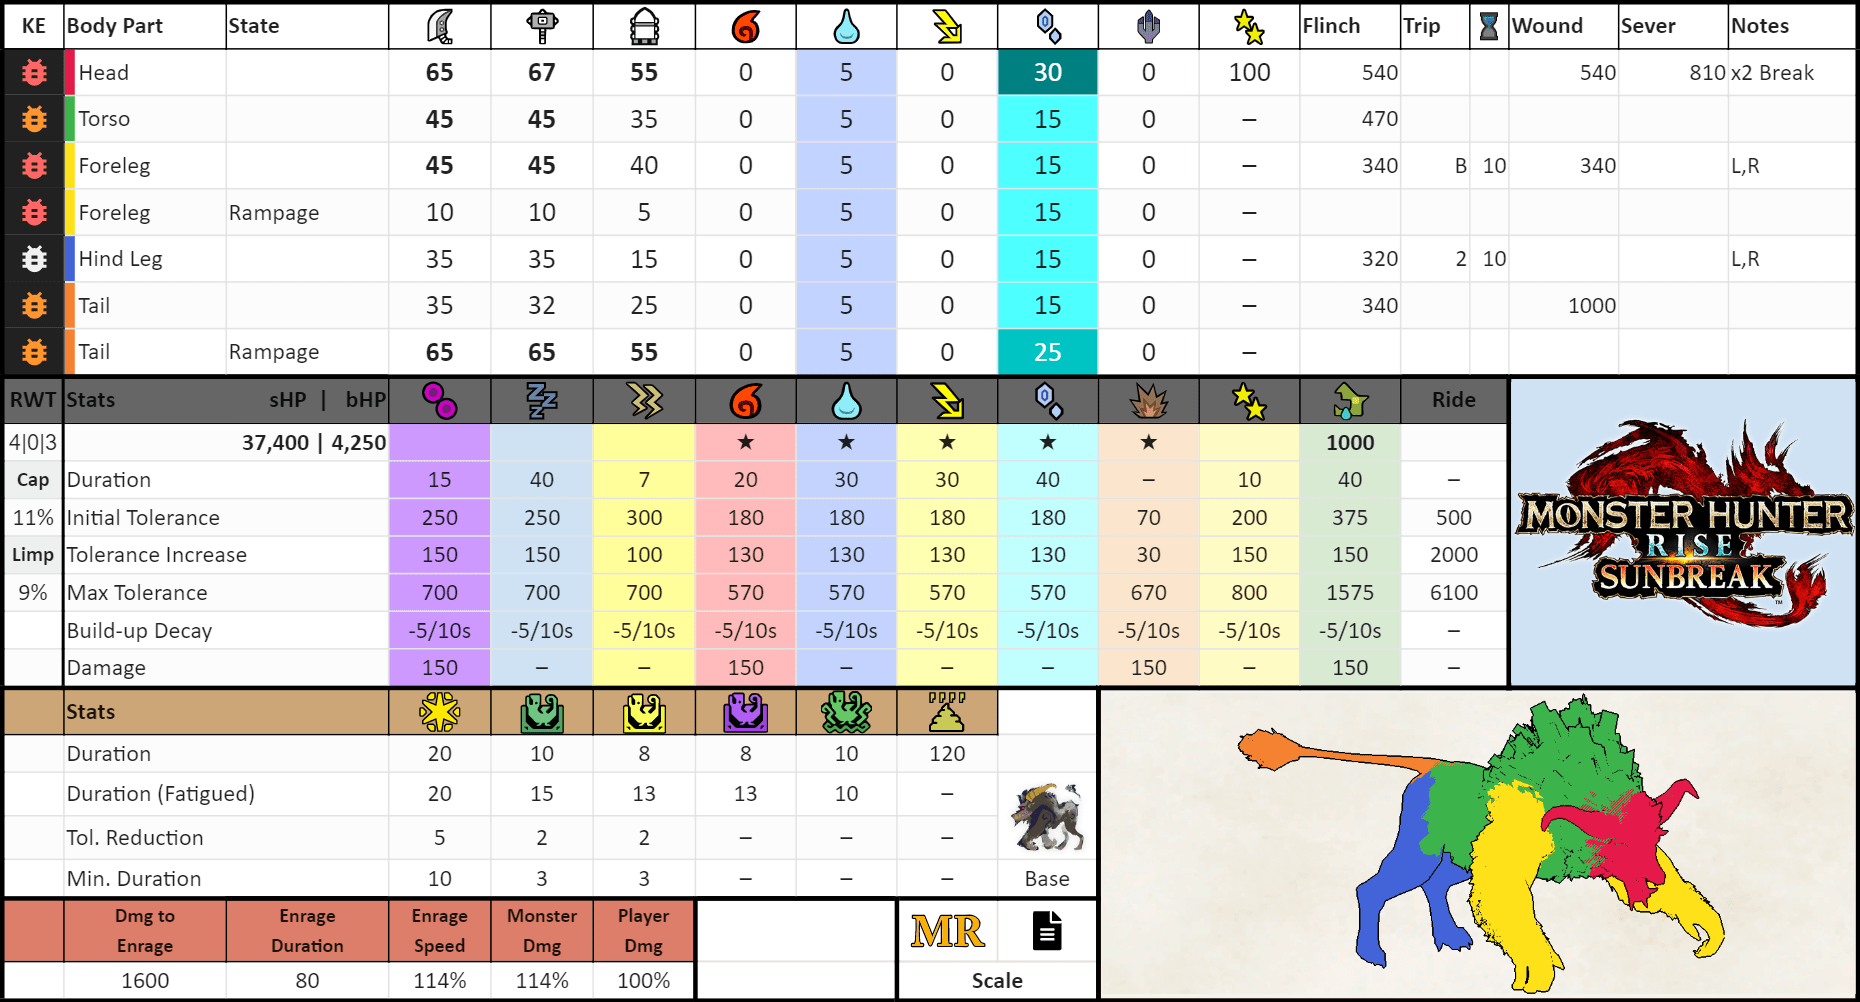 KE Body Part State Flinch Trip Wound Sever Notes
Head 65 67 55 0 5 0 30 0 100 540 540 810 x2 Break
Torso 45 45 35 0 5 0 15 0 – 470
Foreleg 45 45 40 0 5 0 15 0 – 340 B 10 340 L,R
Foreleg Rampage 10 10 5 0 5 0 15 0 –
Hind Leg 35 35 15 0 5 0 15 0 – 320 2 10 L,R
Tail 35 32 25 0 5 0 15 0 – 340 1000
Tail Rampage 65 65 55 0 5 0 25 0 –
RWT Stats sHP | bHP Ride
4|0|3 37,400 | 4,250 ★ ★ ★ ★ ★ 1000
Cap Duration 15 40 7 20 30 30 40 – 10 40 –
11% Initial Tolerance 250 250 300 180 180 180 180 70 200 375 500
Limp Tolerance Increase 150 150 100 130 130 130 130 30 150 150 2000
9% Max Tolerance 700 700 700 570 570 570 570 670 800 1575 6100
Build-up Decay -5/10s -5/10s -5/10s -5/10s -5/10s -5/10s -5/10s -5/10s -5/10s -5/10s –
Damage 150 – – 150 – – – 150 – 150 –
MONSTER HUNTER
RISE
SUNBREAK
™
Stats
Duration 20 10 8 8 10 120
Duration (Fatigued) 20 15 13 13 10 –
Tol. Reduction 5 2 2 – – –
Min. Duration 10 3 3 – – – Base
Dmg to Enrage Enrage Monster Player
Enrage Duration Speed Dmg Dmg
MR
1600 80 114% 114% 100% Scale